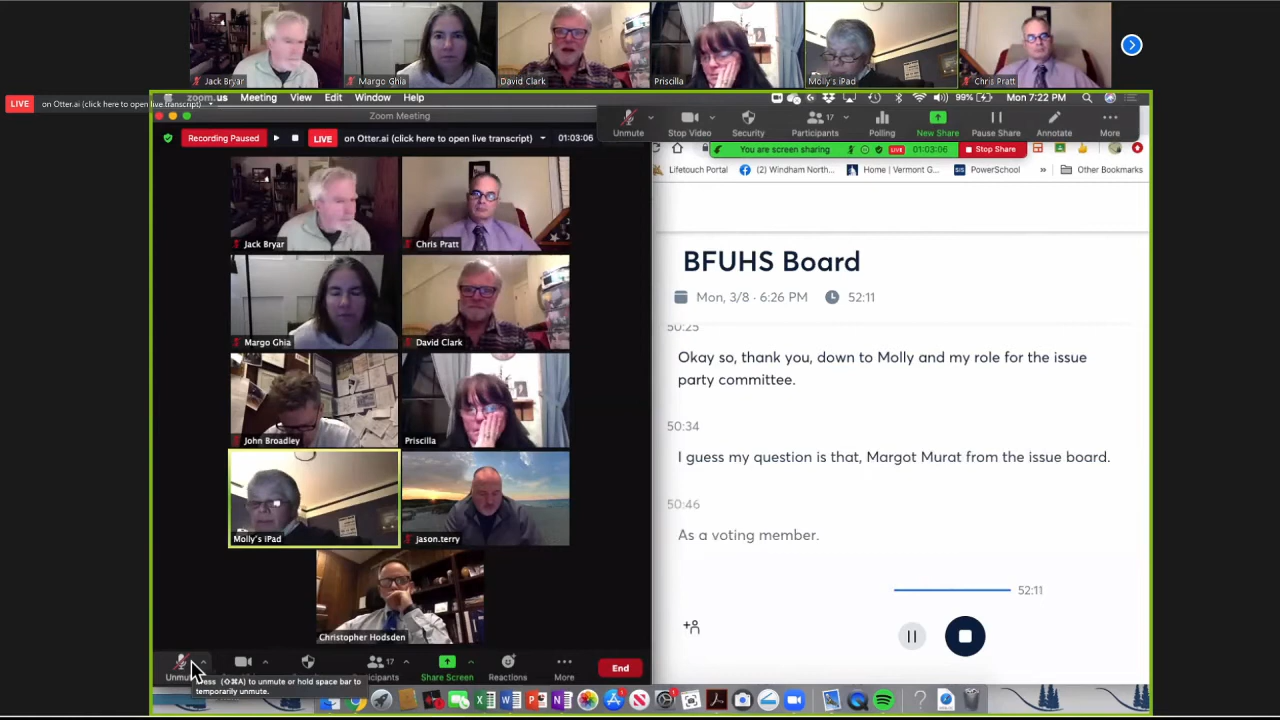 Jack Bryar
Margo Ghia
David Clark
Priscilla
Molly's iPad
Chris Pratt
LIVE on Otter.ai (click here to open live transcript)
zoom.us Meeting View Edit Window Help
99% Mon 7:22 PM
Zoom Meeting
Recording Paused LIVE on Otter.ai (click here to open live transcript) 01:03:06
Unmute Stop Video Security Participants 17 Polling New Share Pause Share Annotate More
You are screen sharing LIVE 01:03:06 Stop Share
Lifetouch Portal (2) Windham North... Home | Vermont G... SIS PowerSchool » Other Bookmarks
Jack Bryar
Chris Pratt
Margo Ghia
David Clark
John Broadley
Priscilla
Molly's iPad
Jason.terry
Christopher Hodsden
BFUHS Board
Mon, 3/8 · 6:26 PM 52:11
50:25
Okay so, thank you, down to Molly and my role for the issue
party committee.
50:34
I guess my question is that, Margot Murat from the issue board.
50:46
As a voting member.
52:11
17
Share Screen Reactions More End
(⇧⌘A) to unmute or hold space bar to
temporarily unmute.